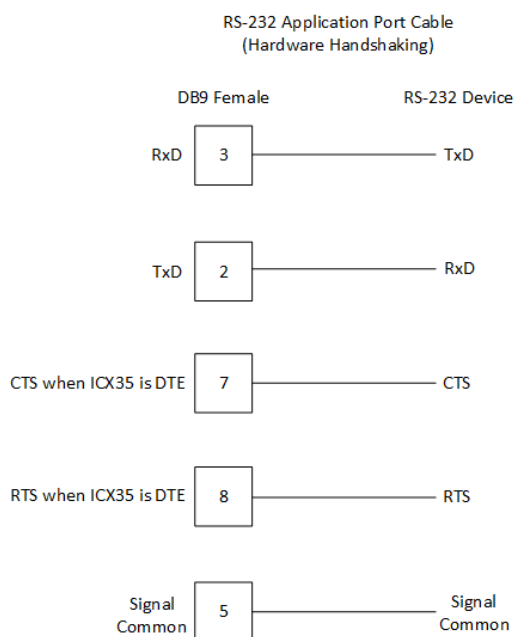 RS-232 Application Port Cable
(Hardware Handshaking)
DB9 Female
RS-232 Device
RxD
3
TxD
TxD
2
RxD
CTS when ICX35 is DTE
7
CTS
RTS when ICX35 is DTE
8
RTS
Signal
Common
5
Signal
Common